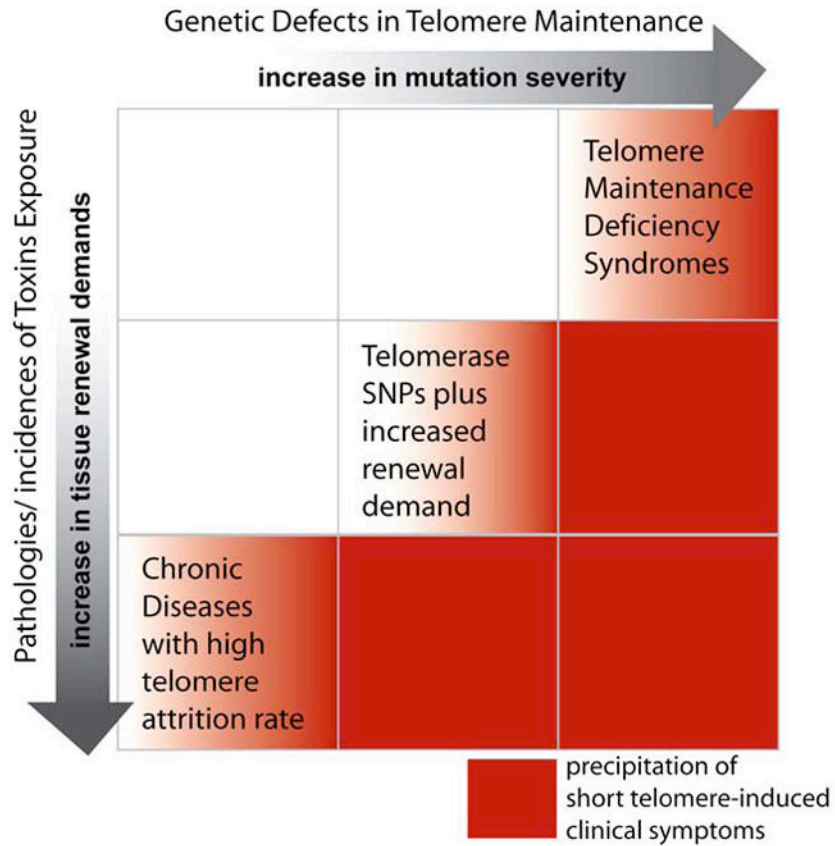 Genetic Defects in Telomere Maintenance
increase in mutation severity
Pathologies/ incidences of Toxins Exposure
increase in tissue renewal demands
Telomere
Maintenance
Deficiency
Syndromes
Telomerase
SNPs plus
increased
renewal
demand
Chronic
Diseases
with high
telomere
attrition rate
precipitation of
short telomere-induced
clinical symptoms